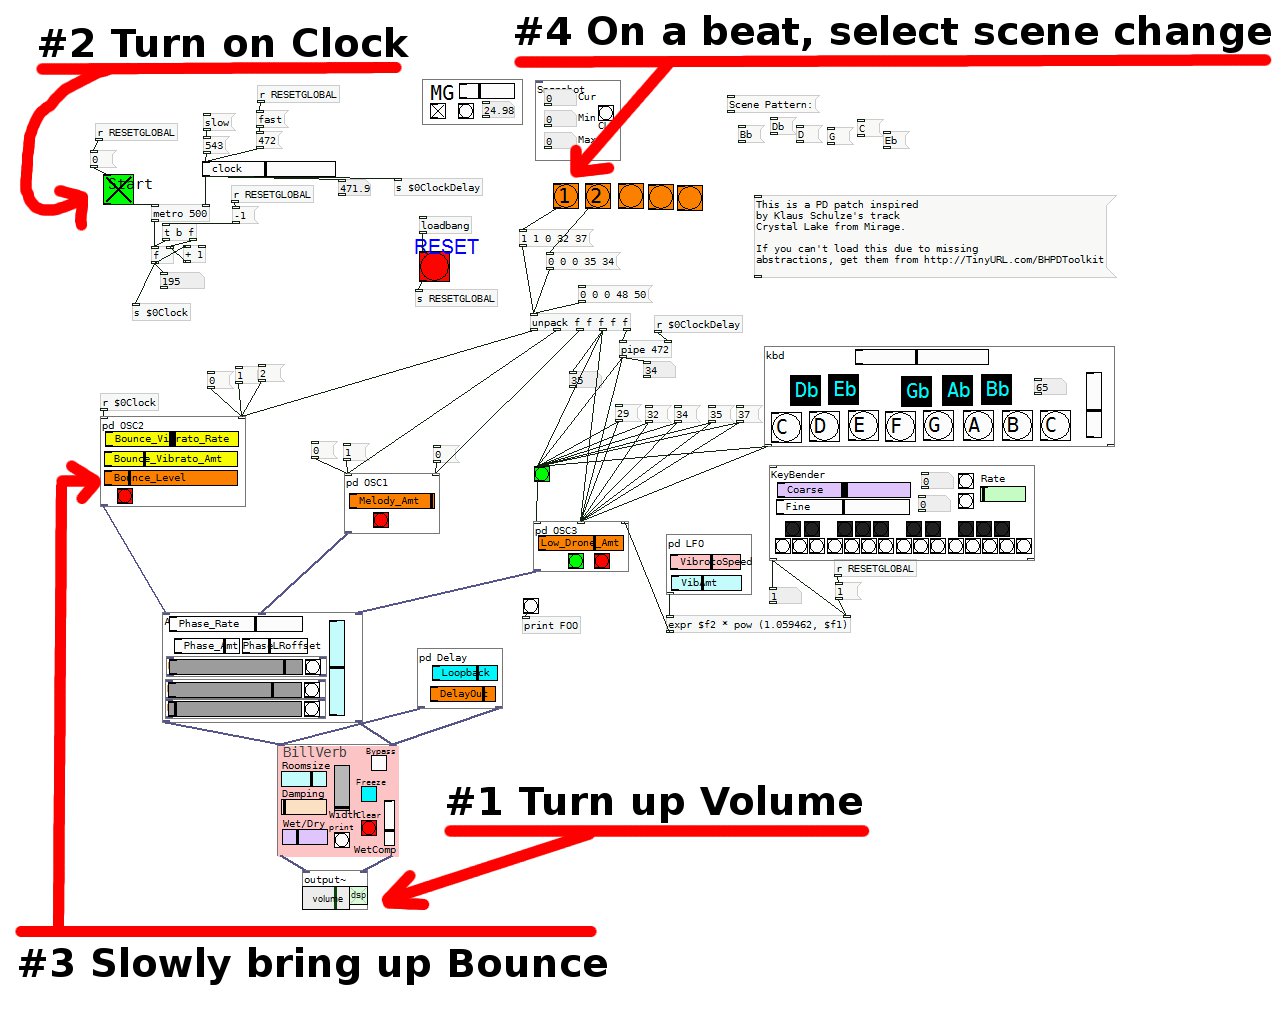 #2 Turn on Clock
#4 On a beat, select scene change
MG
24.98
Snapshot
0
Cur
0
Min
0
Max
r RESETGLOBAL
slow
fast
543
472
r RESETGLOBAL
0
Start
clock
471.9
s $0ClockDelay
r RESETGLOBAL
-1
metro 500
t b f
f
+ 1
195
s $0Clock
loadbang
RESET
s RESETGLOBAL
1
2
1 1 0 32 37
0 0 0 35 34
0 0 0 48 50
unpack f f f f f
r $0ClockDelay
pipe 472
34
35
29
32
34
35
37
Scene Pattern:
Bb
Db
D
G
C
Eb
This is a PD patch inspired
by Klaus Schulze's track
Crystal Lake from Mirage.
If you can't load this due to missing
abstractions, get them from http://TinyURL.com/BHPDToolkit
kbd
Db
Eb
Gb
Ab
Bb
65
C
D
E
F
G
A
B
C
0
1
2
r $0Clock
pd OSC2
Bounce_Vibrato_Rate
Bounce_Vibrato_Amt
Bounce_Level
0
1
0
pd OSC1
Melody_Amt
pd OSC3
Low_Drone_Amt
KeyBender
Coarse
Fine
0
0
Rate
pd LFO
VibratoSpeed
VibAmt
r RESETGLOBAL
1
1
expr $f2 * pow (1.059462, $f1)
print FOO
Phase_Rate
Phase_Amt
PhaseLRoffset
pd Delay
Loopback
DelayOut
BillVerb
Bypass
Roomsize
Freeze
Damping
Width
Clear
Wet/Dry
print
WetComp
output~
volume
dsp
#1 Turn up Volume
#3 Slowly bring up Bounce